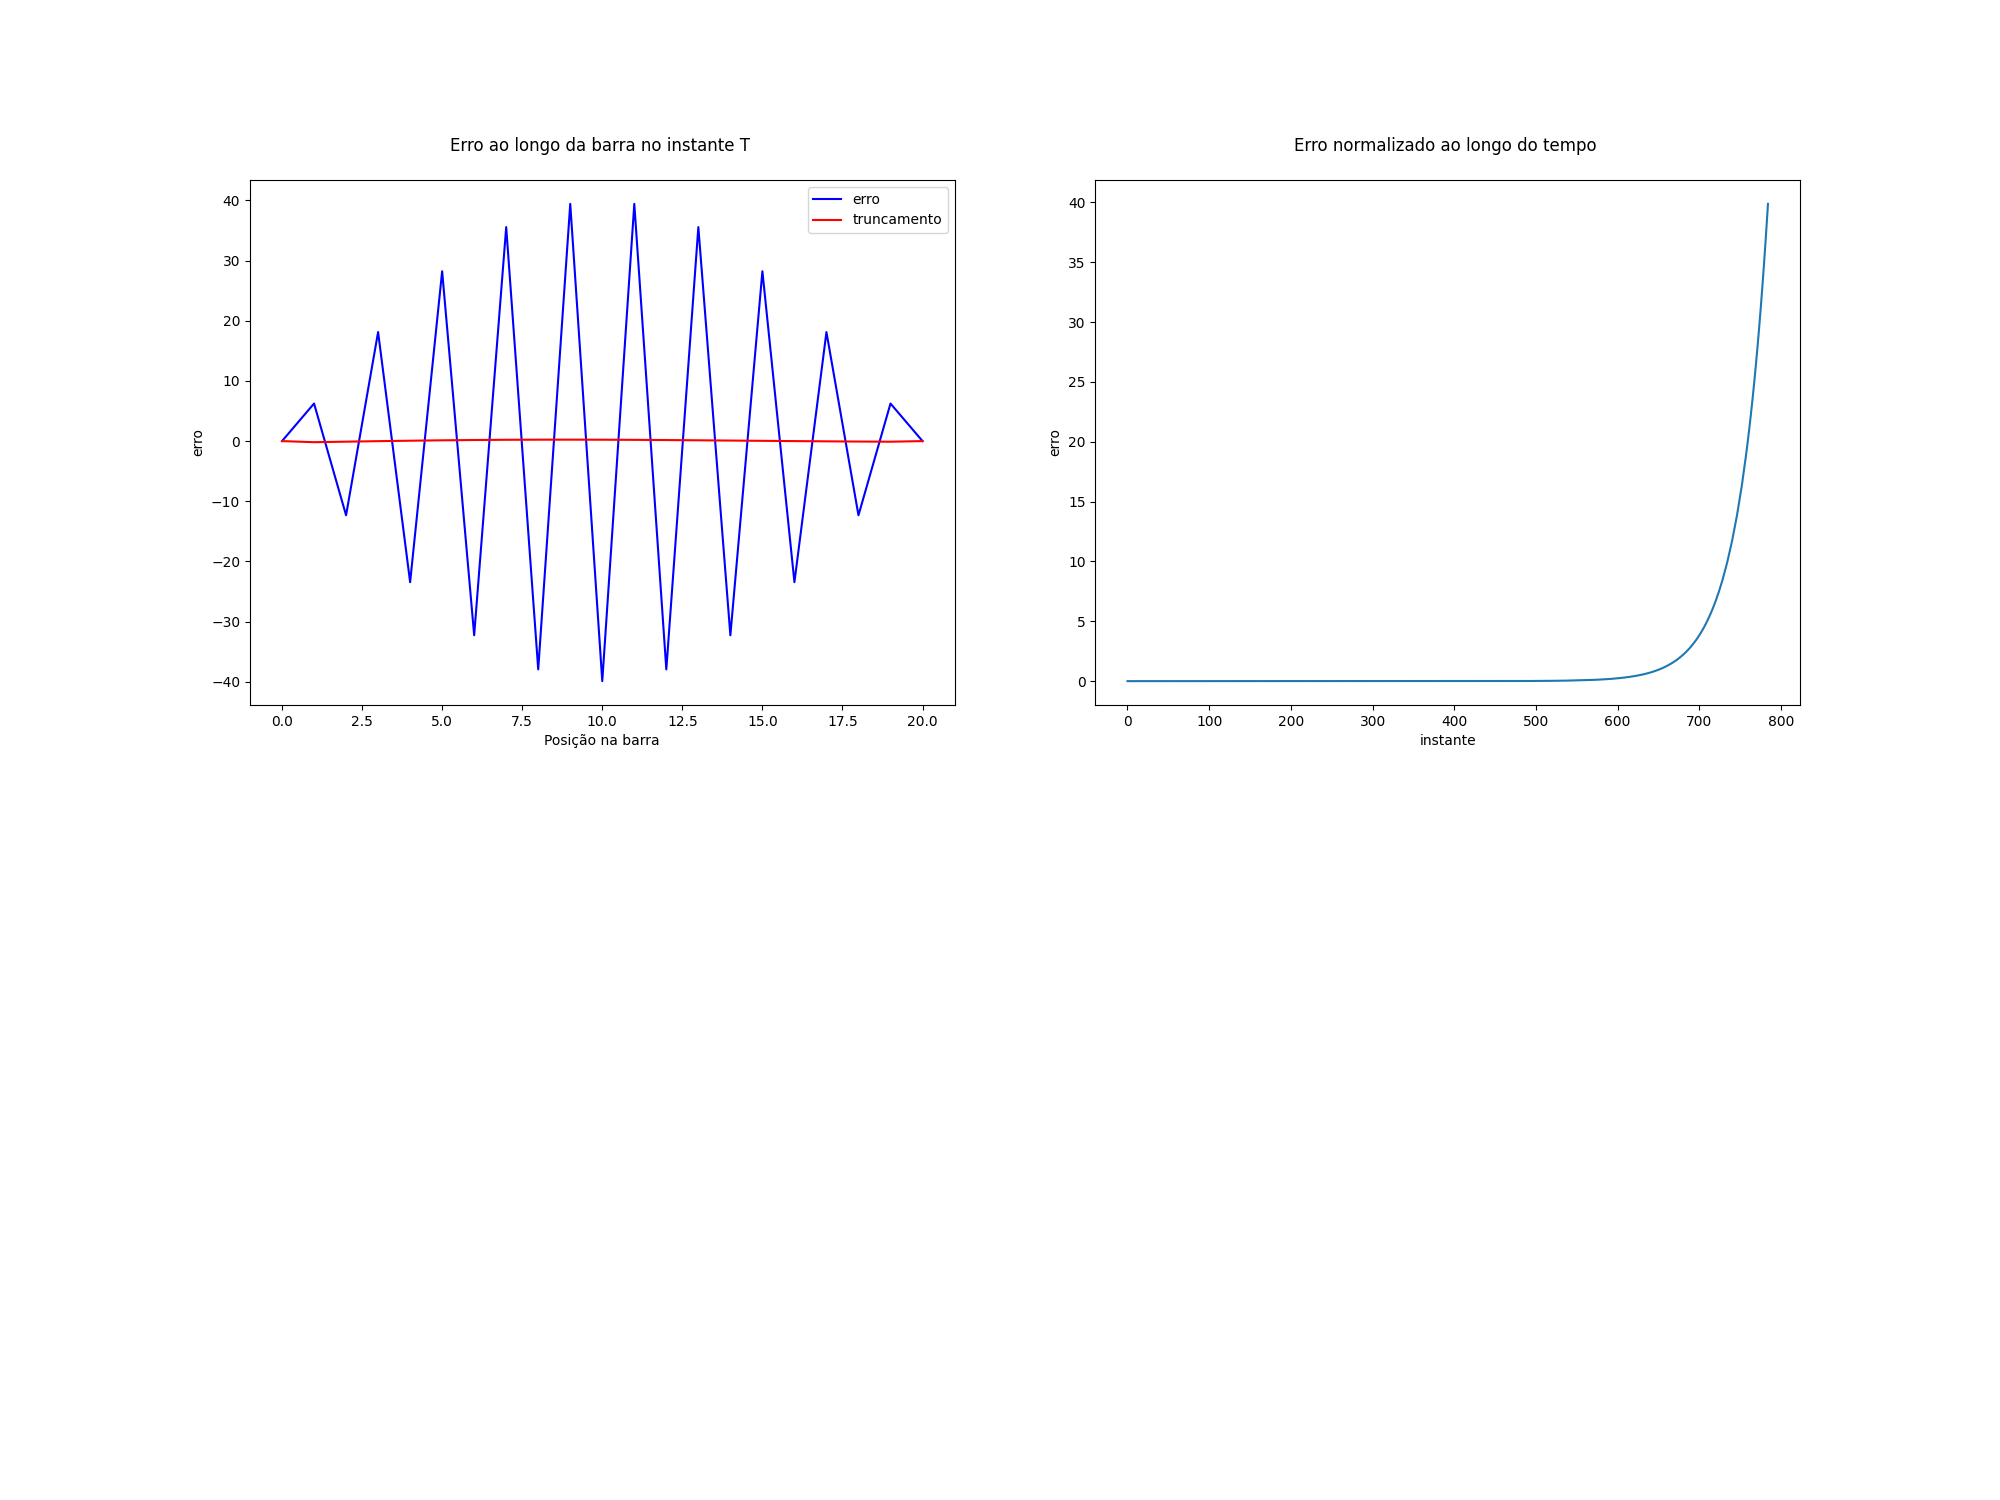 Erro ao longo da barra no instante T
40
30
20
10
0
−10
−20
−30
−40
erro
erro
truncamento
0.0 2.5 5.0 7.5 10.0 12.5 15.0 17.5 20.0
Posição na barra
Erro normalizado ao longo do tempo
40
35
30
25
20
15
10
5
0
erro
0 100 200 300 400 500 600 700 800
instante